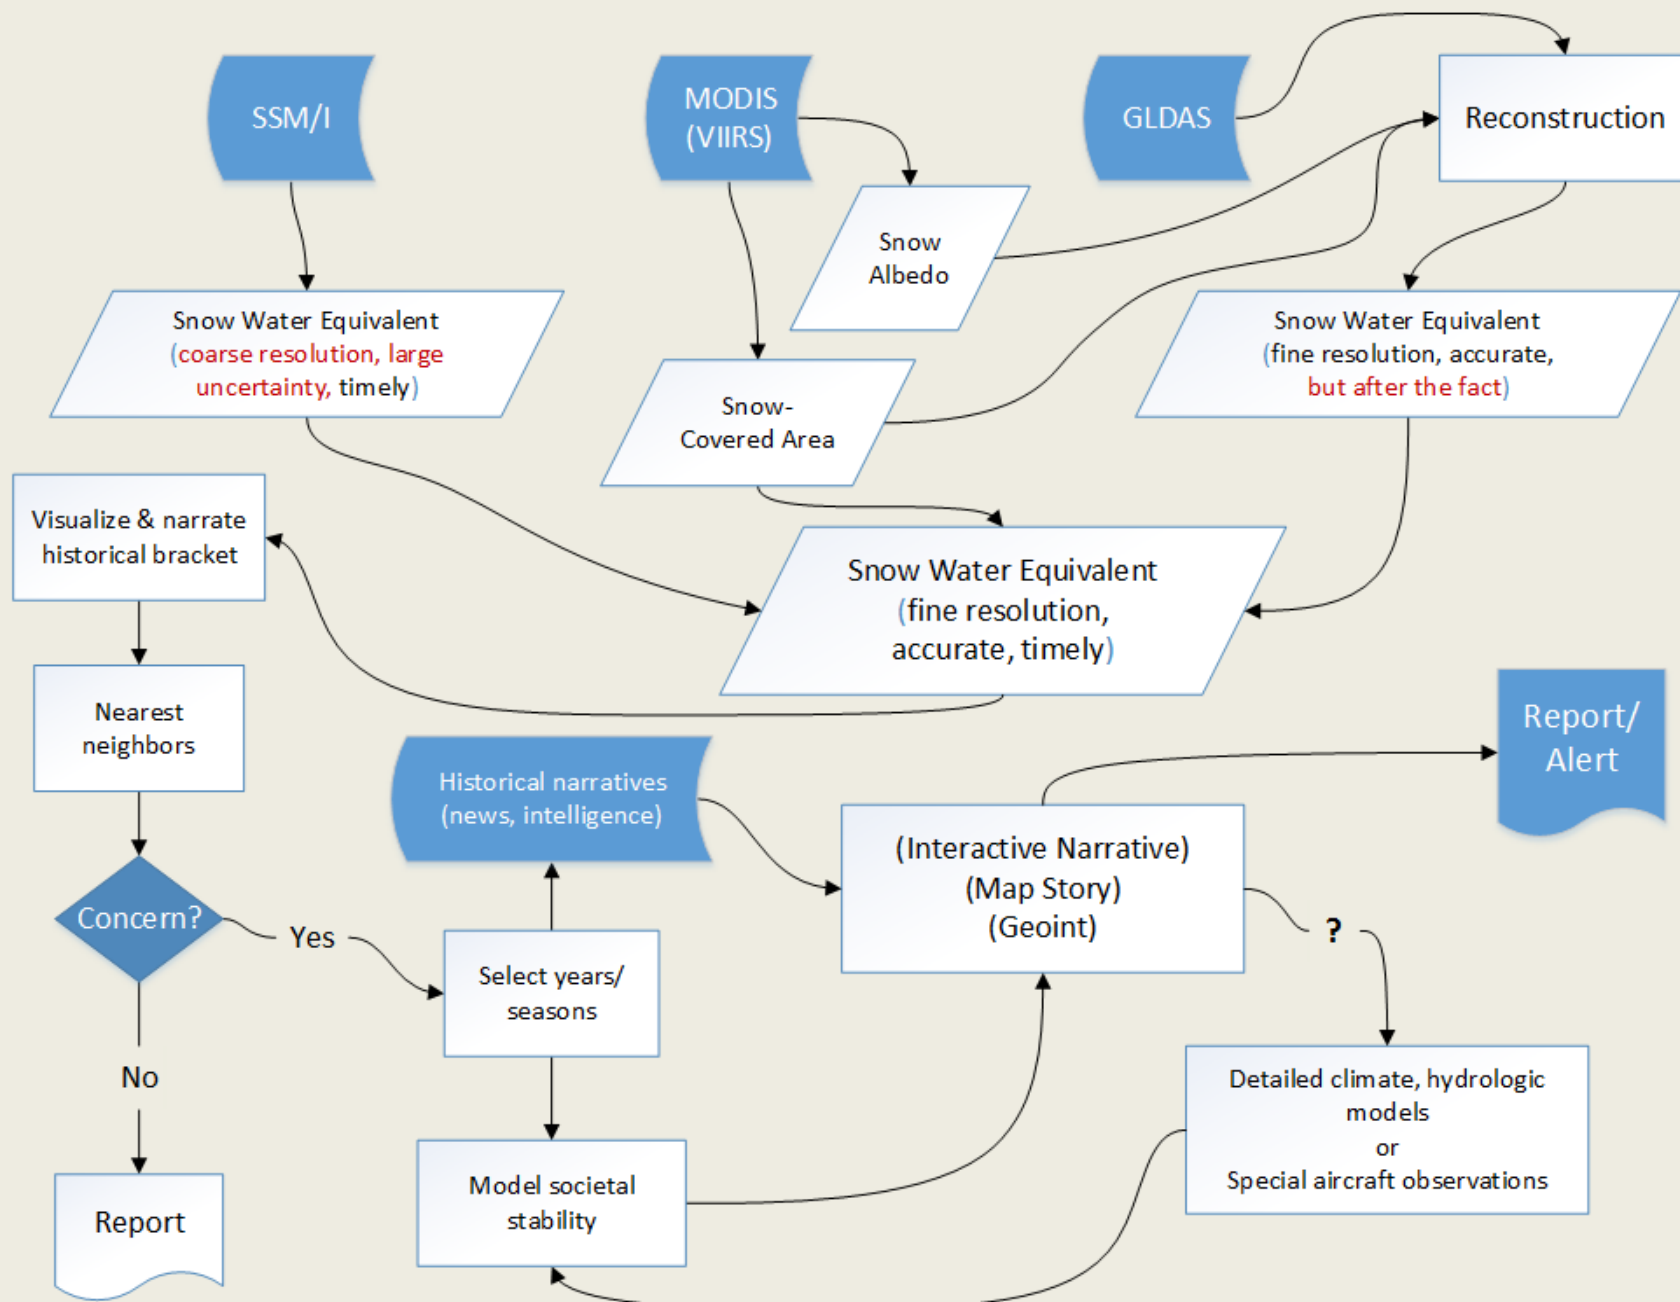 SSM/I
MODIS
(VIIRS)
GLDAS
Reconstruction
Snow
Albedo
Snow Water Equivalent
(coarse resolution, large
uncertainty, timely)
Snow-
Covered Area
Snow Water Equivalent
(fine resolution, accurate,
but after the fact)
Visualize & narrate
historical bracket
Snow Water Equivalent
(fine resolution,
accurate, timely)
Nearest
neighbors
Historical narratives
(news, intelligence)
Report/
Alert
(Interactive Narrative)
(Map Story)
(Geoint)
Concern?
Yes
?
Select years/
seasons
No
Detailed climate, hydrologic
models
or
Special aircraft observations
Model societal
stability
Report